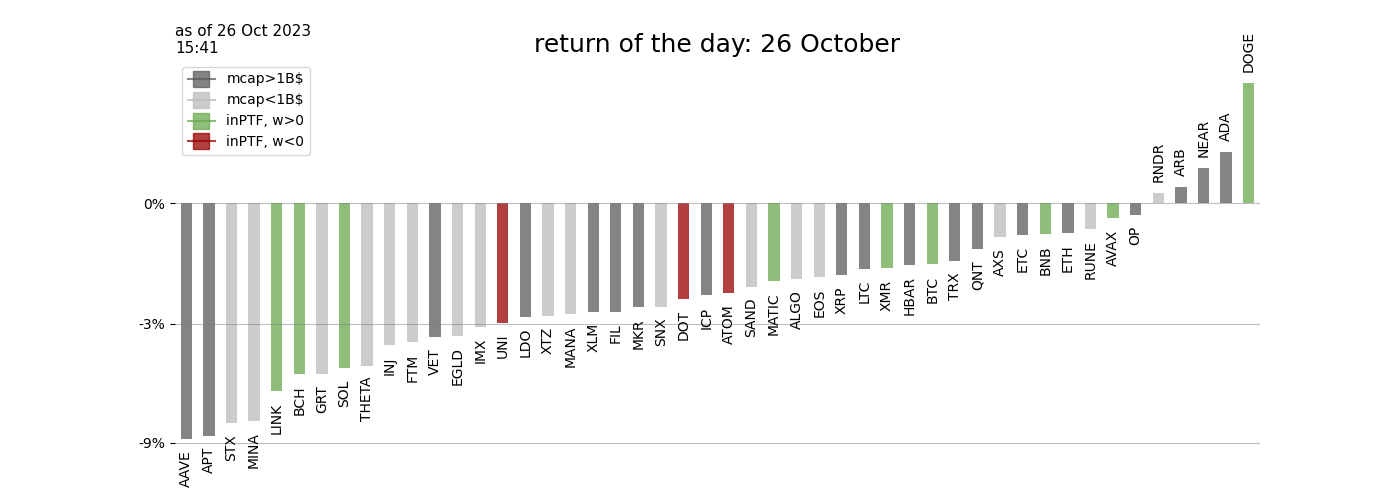 as of 26 Oct 2023
15:41
return of the day: 26 October
mcap>1B$
mcap<1B$
inPTF, w>0
inPTF, w<0
0%
-3%
-9%
AAVE
APT
STX
MINA
LINK
BCH
GRT
SOL
THETA
INJ
FTM
VET
EGLD
IMX
UNI
LDO
XTZ
MANA
XLM
FIL
MKR
SNX
DOT
ICP
ATOM
SAND
MATIC
ALGO
EOS
XRP
LTC
XMR
HBAR
BTC
TRX
QNT
AXS
ETC
BNB
ETH
RUNE
AVAX
OP
RNDR
ARB
NEAR
ADA
DOGE